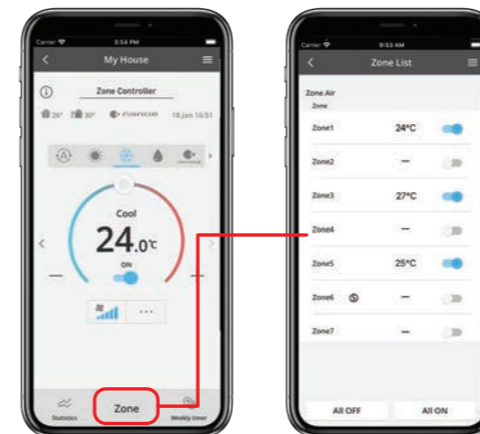 Carrier 3:54 PM
My House
Zone Controller
26° 30° nanoe 18 Jan 16:51
A
Cool
24.0℃
ON
Statistics
Zone
Weekly timer
Carrier 9:53 AM
Zone List
Zone Air
Zone
Zone1 24°C
Zone2 —
Zone3 27°C
Zone4 —
Zone5 25°C
Zone6 —
Zone7 —
All OFF All ON